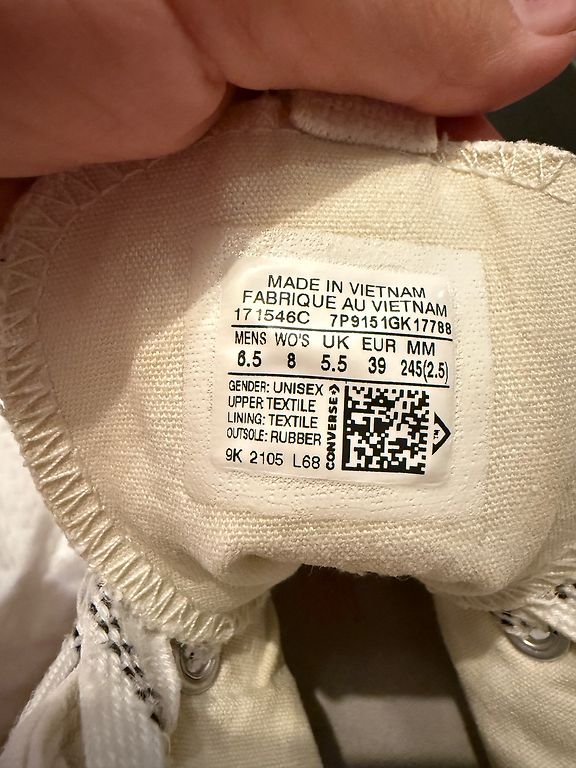 MADE IN VIETNAM
FABRIQUE AU VIETNAM
171546C 7P9151GK17788
MENS WO'S UK EUR MM
6.5 8 5.5 39 245(2.5)
GENDER: UNISEX
UPPER TEXTILE
LINING: TEXTILE
OUTSOLE: RUBBER
9K 2105 L68
CONVERSE